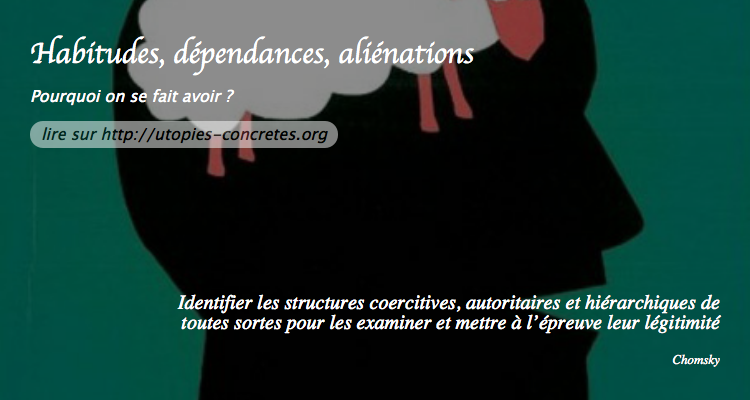 Habitudes, dépendances, aliénations
Pourquoi on se fait avoir ?
lire sur http://utopies-concretes.org
Identifier les structures coercitives, autoritaires et hiérarchiques de
toutes sortes pour les examiner et mettre à l'épreuve leur légitimité
Chomsky